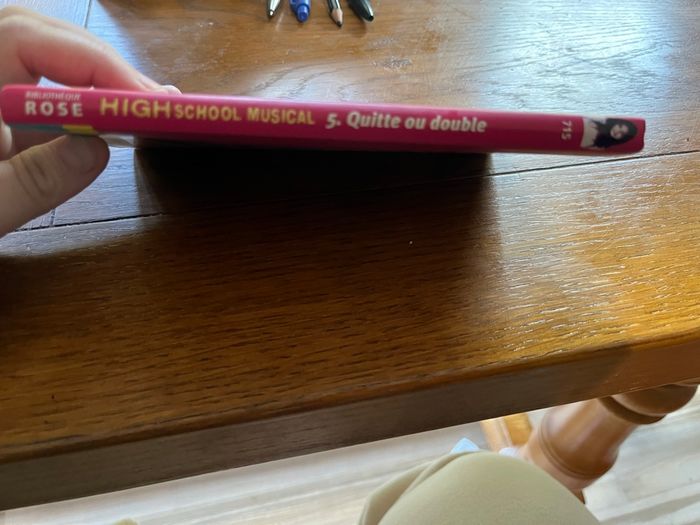 BIBLIOTHÈQUE
ROSE
HIGH SCHOOL MUSICAL 5. Quitte ou double
715